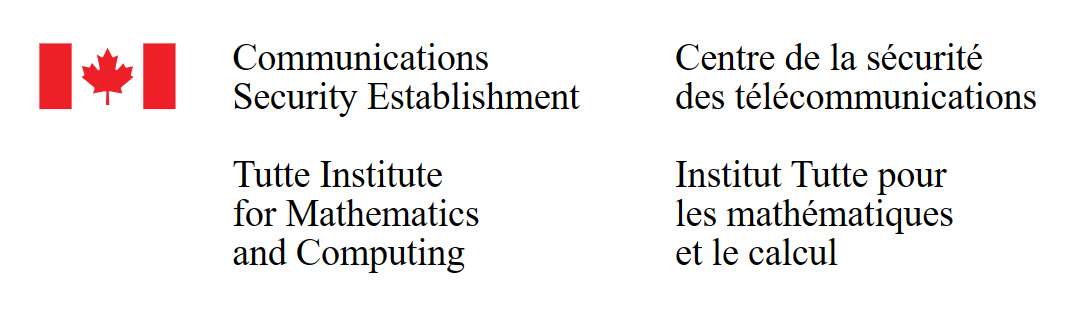 Communications
Security Establishment
Centre de la sécurité
des télécommunications
Tutte Institute
for Mathematics
and Computing
Institut Tutte pour
les mathématiques
et le calcul